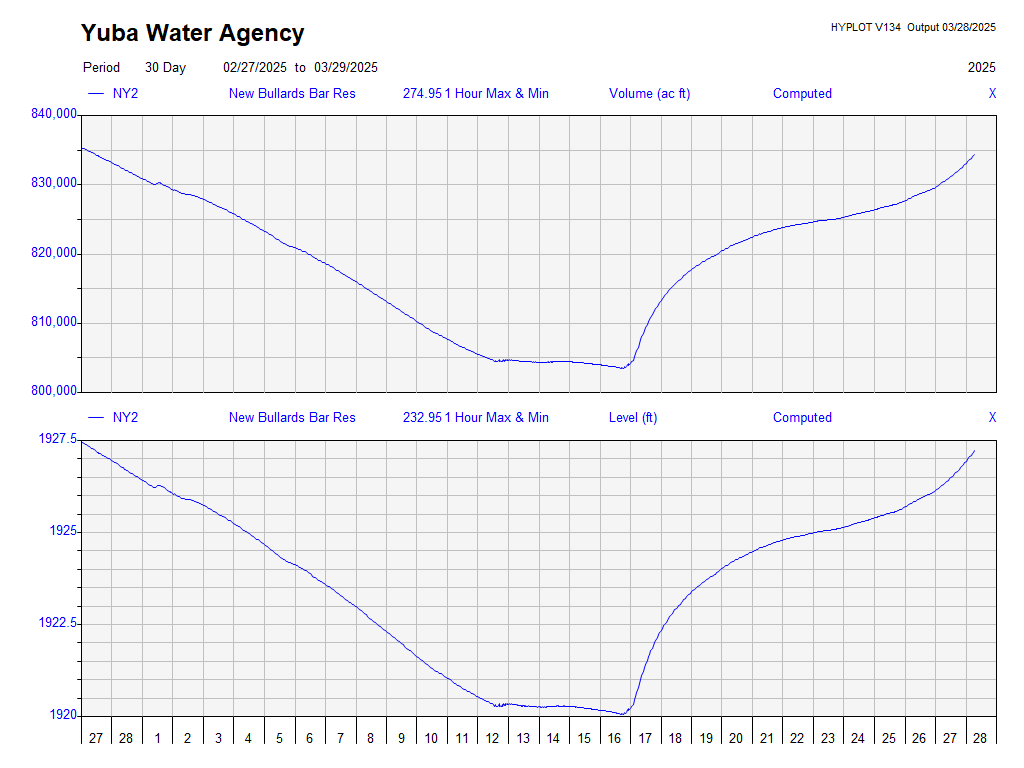 Yuba Water Agency
HYPLOT V134 Output 03/28/2025
Period 30 Day 02/27/2025 to 03/29/2025 2025
NY2 New Bullards Bar Res 274.95 1 Hour Max & Min Volume (ac ft) Computed X
840,000
830,000
820,000
810,000
800,000
NY2 New Bullards Bar Res 232.95 1 Hour Max & Min Level (ft) Computed X
1927.5
1925
1922.5
1920
27 28 1 2 3 4 5 6 7 8 9 10 11 12 13 14 15 16 17 18 19 20 21 22 23 24 25 26 27 28